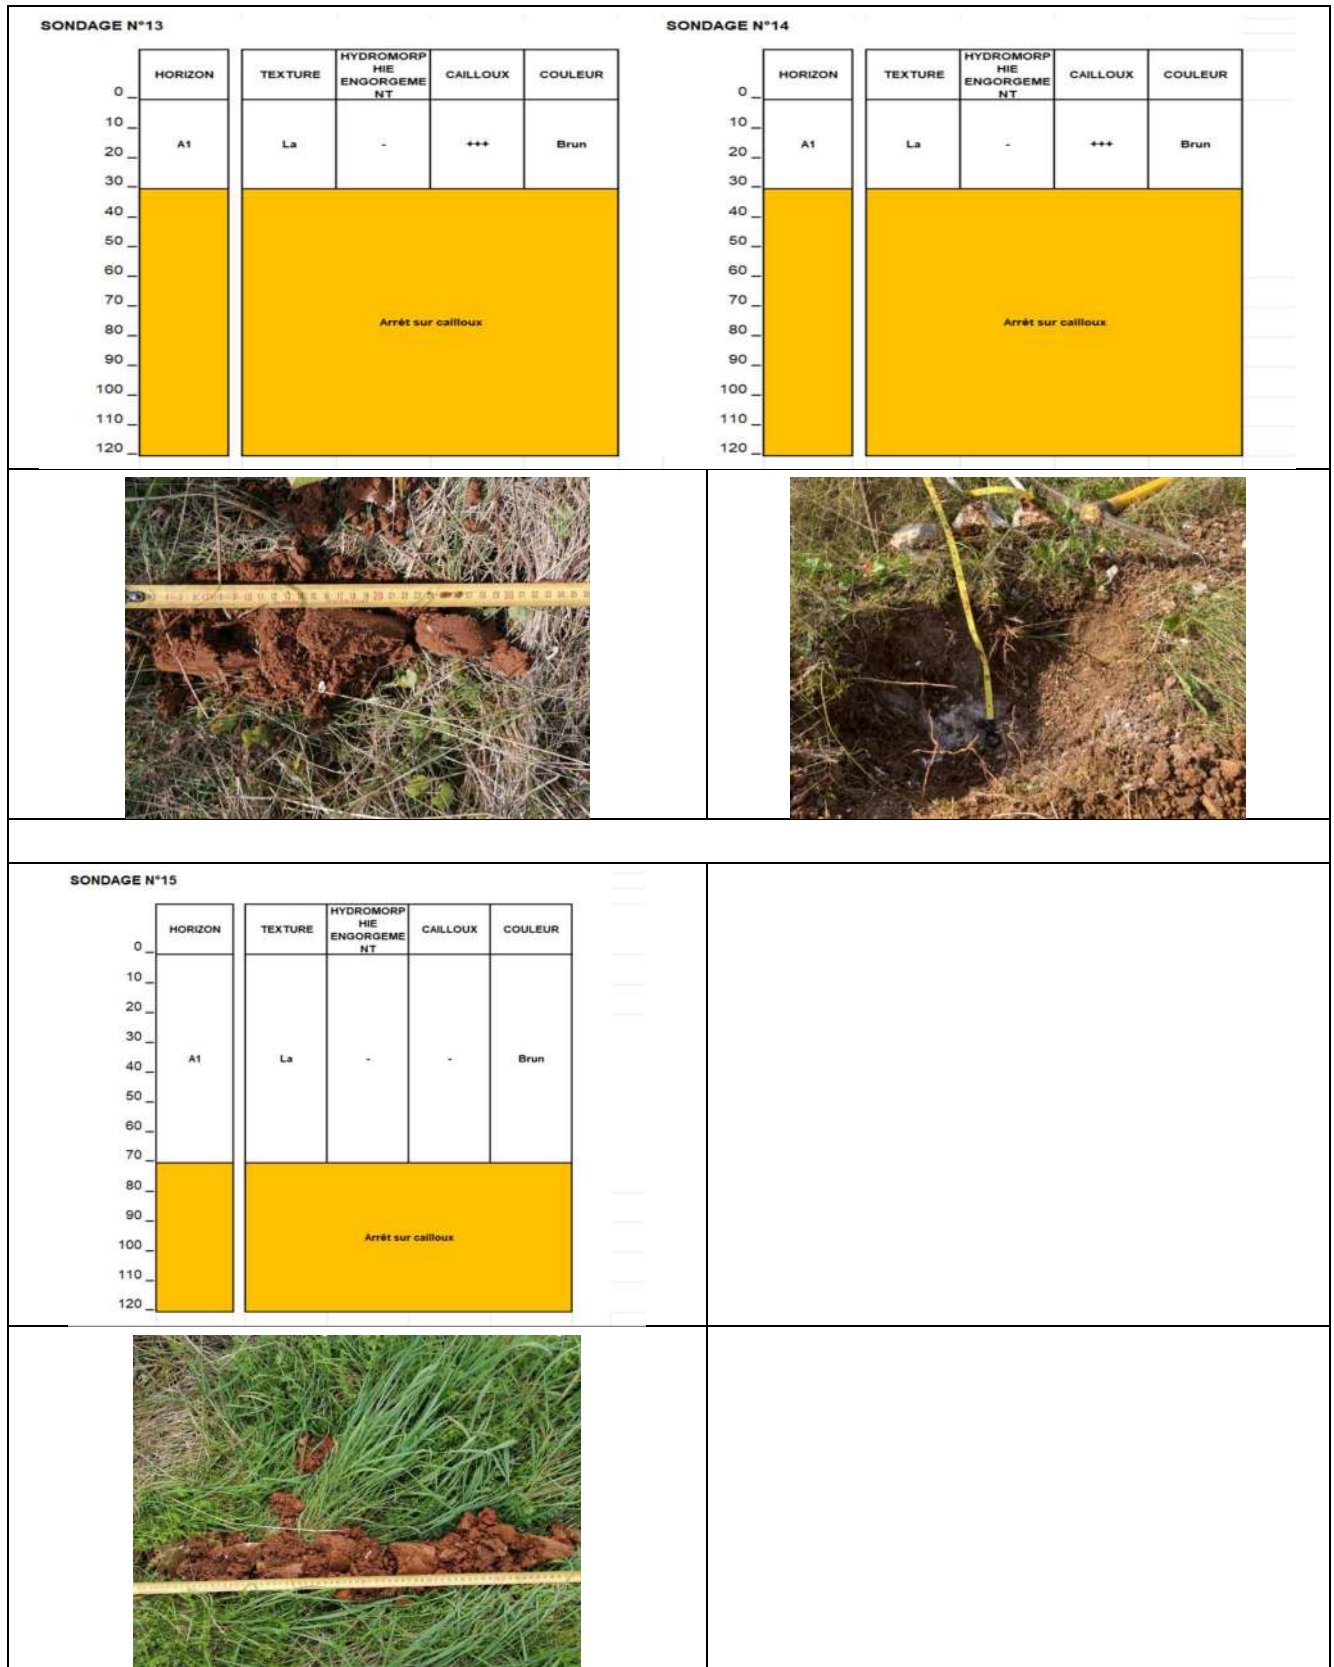 SONDAGE N°13
HORIZON TEXTURE HYDROMORP
HIE
ENGORGEME
NT CAILLOUX COULEUR
0
10
20
30
40
50
60
70
80
90
100
110
120
A1 La - +++ Brun
Arrêt sur cailloux
SONDAGE N°14
HORIZON TEXTURE HYDROMORP
HIE
ENGORGEME
NT CAILLOUX COULEUR
0
10
20
30
40
50
60
70
80
90
100
110
120
A1 La - +++ Brun
Arrêt sur cailloux
SONDAGE N°15
HORIZON TEXTURE HYDROMORP
HIE
ENGORGEME
NT CAILLOUX COULEUR
0
10
20
30
40
50
60
70
80
90
100
110
120
A1 La - - Brun
Arrêt sur cailloux